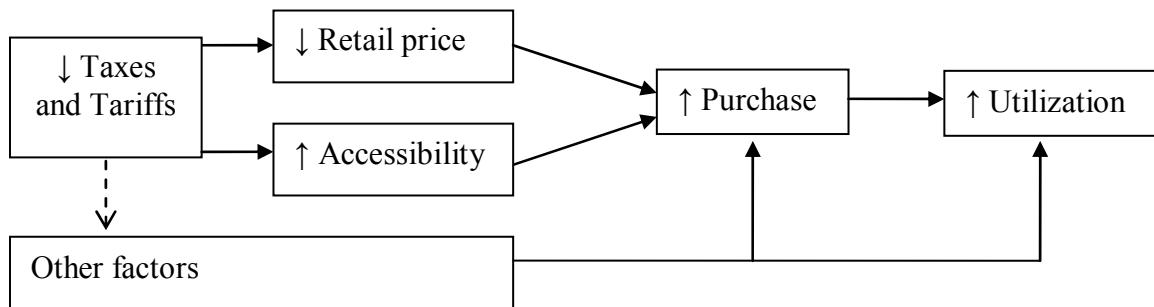 ↓ Taxes
and Tariffs
↓ Retail price
↑ Accessibility
↑ Purchase
↑ Utilization
Other factors